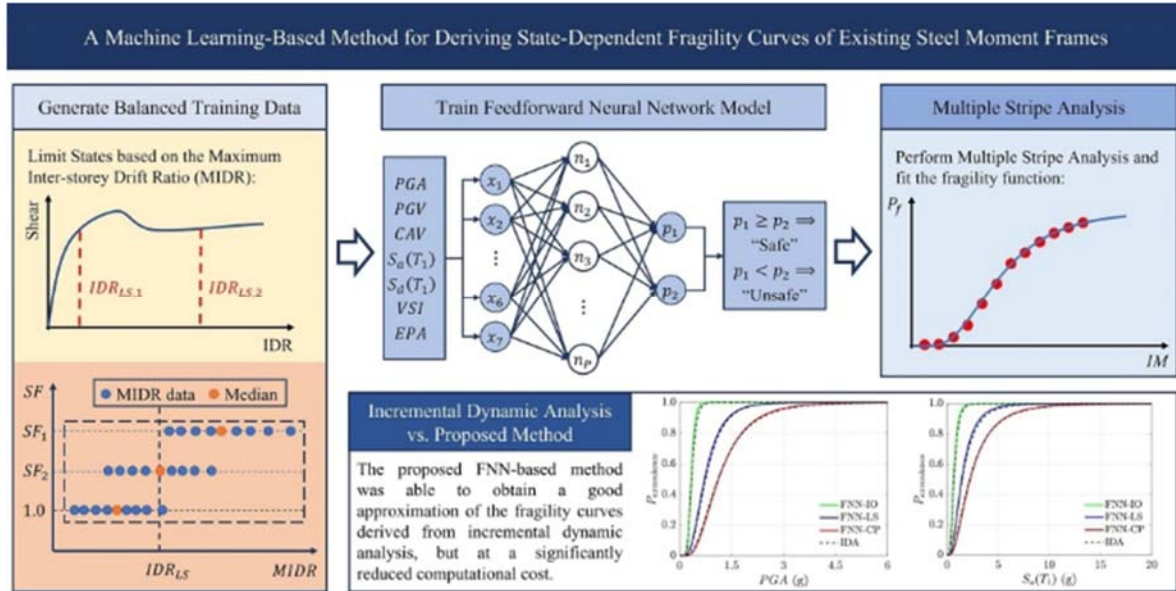 A Machine Learning-Based Method for Deriving State-Dependent Fragility Curves of Existing Steel Moment Frames
Generate Balanced Training Data
Limit States based on the Maximum
Inter-storey Drift Ratio (MIDR):
Shear
IDR_{LS,1}
IDR_{LS,2}
IDR
SF
MIDR data
Median
SF_1
SF_2
1.0
IDR_{LS}
MIDR
Train Feedforward Neural Network Model
PGA
PGV
CAV
S_a(T_1)
S_d(T_1)
VSI
EPA
x_1
x_2
⋮
x_6
x_7
n_1
n_2
n_3
⋮
n_P
p_1
p_2
p_1 ≥ p_2 ⟹
“Safe”
p_1 < p_2 ⟹
“Unsafe”
Multiple Stripe Analysis
Perform Multiple Stripe Analysis and
fit the fragility function:
P_f
IM
Incremental Dynamic Analysis
vs. Proposed Method
The proposed FNN-based method
was able to obtain a good
approximation of the fragility curves
derived from incremental dynamic
analysis, but at a significantly
reduced computational cost.
1.0
0.8
0.6
0.4
0.2
0
FNN-IO
FNN-LS
FNN-CP
IDA
0 1.5 3 4.5 6
PGA (g)
1.0
0.8
0.6
0.4
0.2
0
FNN-IO
FNN-LS
FNN-CP
IDA
0 5 10 15 20
S_a(T_1) (g)